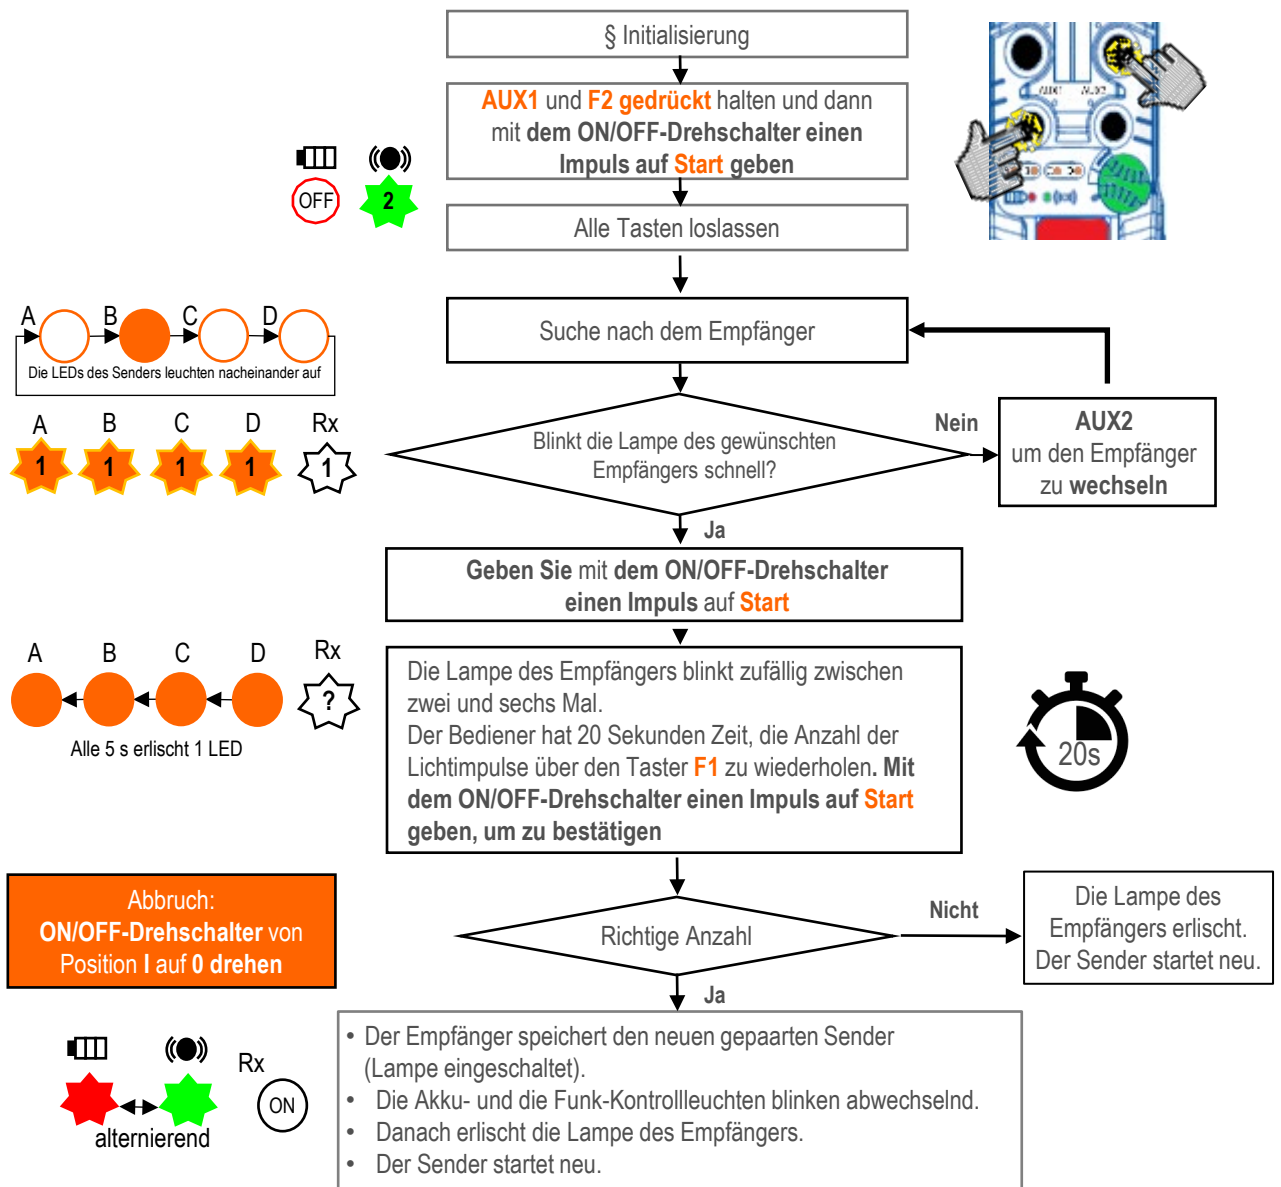 § Initialisierung
AUX1 und F2 gedrückt halten und dann
mit dem ON/OFF-Drehschalter einen
Impuls auf Start geben
AUX1 AUX2
OFF
2
Alle Tasten loslassen
A B C D
Die LEDs des Senders leuchten nacheinander auf
Suche nach dem Empfänger
A B C D Rx
1 1 1 1 1
Blinkt die Lampe des gewünschten
Empfängers schnell?
Nein
AUX2
um den Empfänger
zu wechseln
Ja
Geben Sie mit dem ON/OFF-Drehschalter
einen Impuls auf Start
A B C D Rx
?
Alle 5 s erlischt 1 LED
Die Lampe des Empfängers blinkt zufällig zwischen
zwei und sechs Mal.
Der Bediener hat 20 Sekunden Zeit, die Anzahl der
Lichtimpulse über den Taster F1 zu wiederholen. Mit
dem ON/OFF-Drehschalter einen Impuls auf Start
geben, um zu bestätigen
20s
Abbruch:
ON/OFF-Drehschalter von
Position I auf 0 drehen
Richtige Anzahl
Nicht
Die Lampe des
Empfängers erlischt.
Der Sender startet neu.
Ja
Rx
ON
alternierend
• Der Empfänger speichert den neuen gepaarten Sender
(Lampe eingeschaltet).
• Die Akku- und die Funk-Kontrollleuchten blinken abwechselnd.
• Danach erlischt die Lampe des Empfängers.
• Der Sender startet neu.